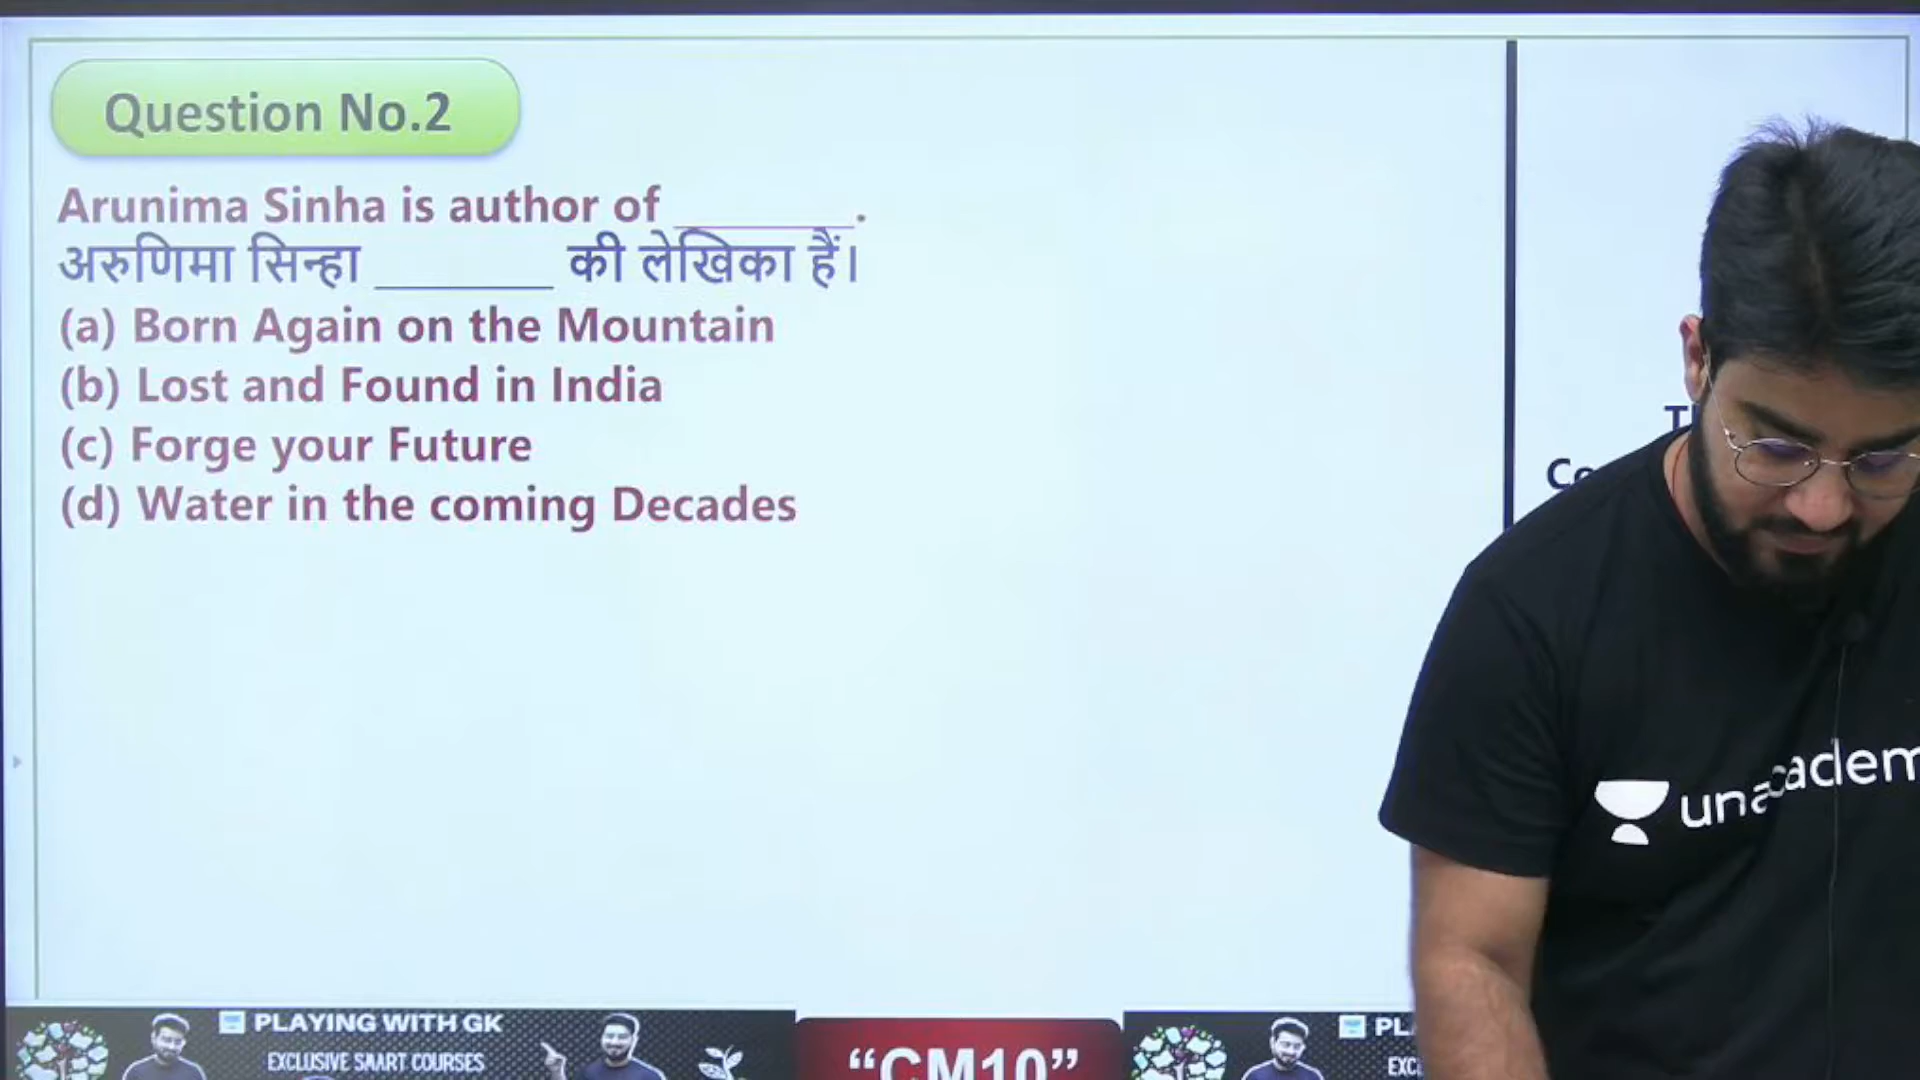 Question No.2
Arunima Sinha is author of ________.
अरुणिमा सिन्हा ________ की लेखिका हैं।
(a) Born Again on the Mountain
(b) Lost and Found in India
(c) Forge your Future
(d) Water in the coming Decades
PLAYING WITH GK
EXCLUSIVE SMART COURSES
“CM10”